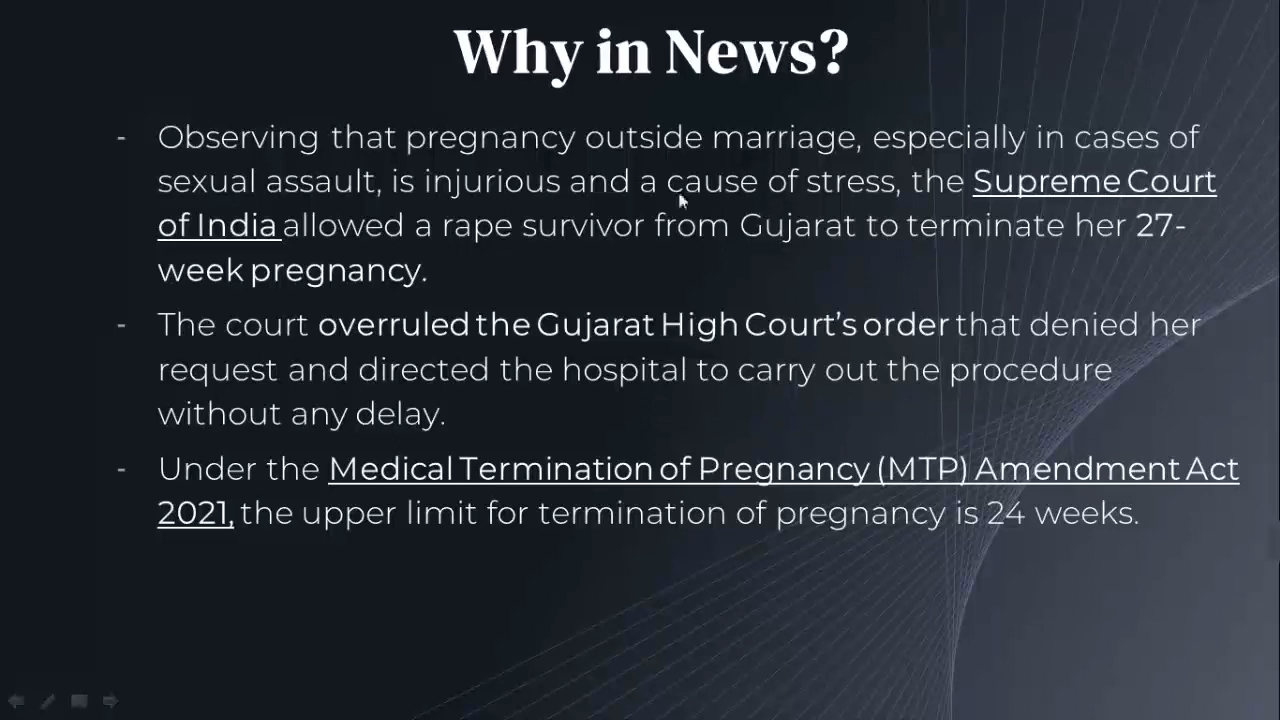 Why in News?
- Observing that pregnancy outside marriage, especially in cases of
sexual assault, is injurious and a cause of stress, the Supreme Court
of India allowed a rape survivor from Gujarat to terminate her 27-
week pregnancy.
- The court overruled the Gujarat High Court’s order that denied her
request and directed the hospital to carry out the procedure
without any delay.
- Under the Medical Termination of Pregnancy (MTP) Amendment Act
2021, the upper limit for termination of pregnancy is 24 weeks.